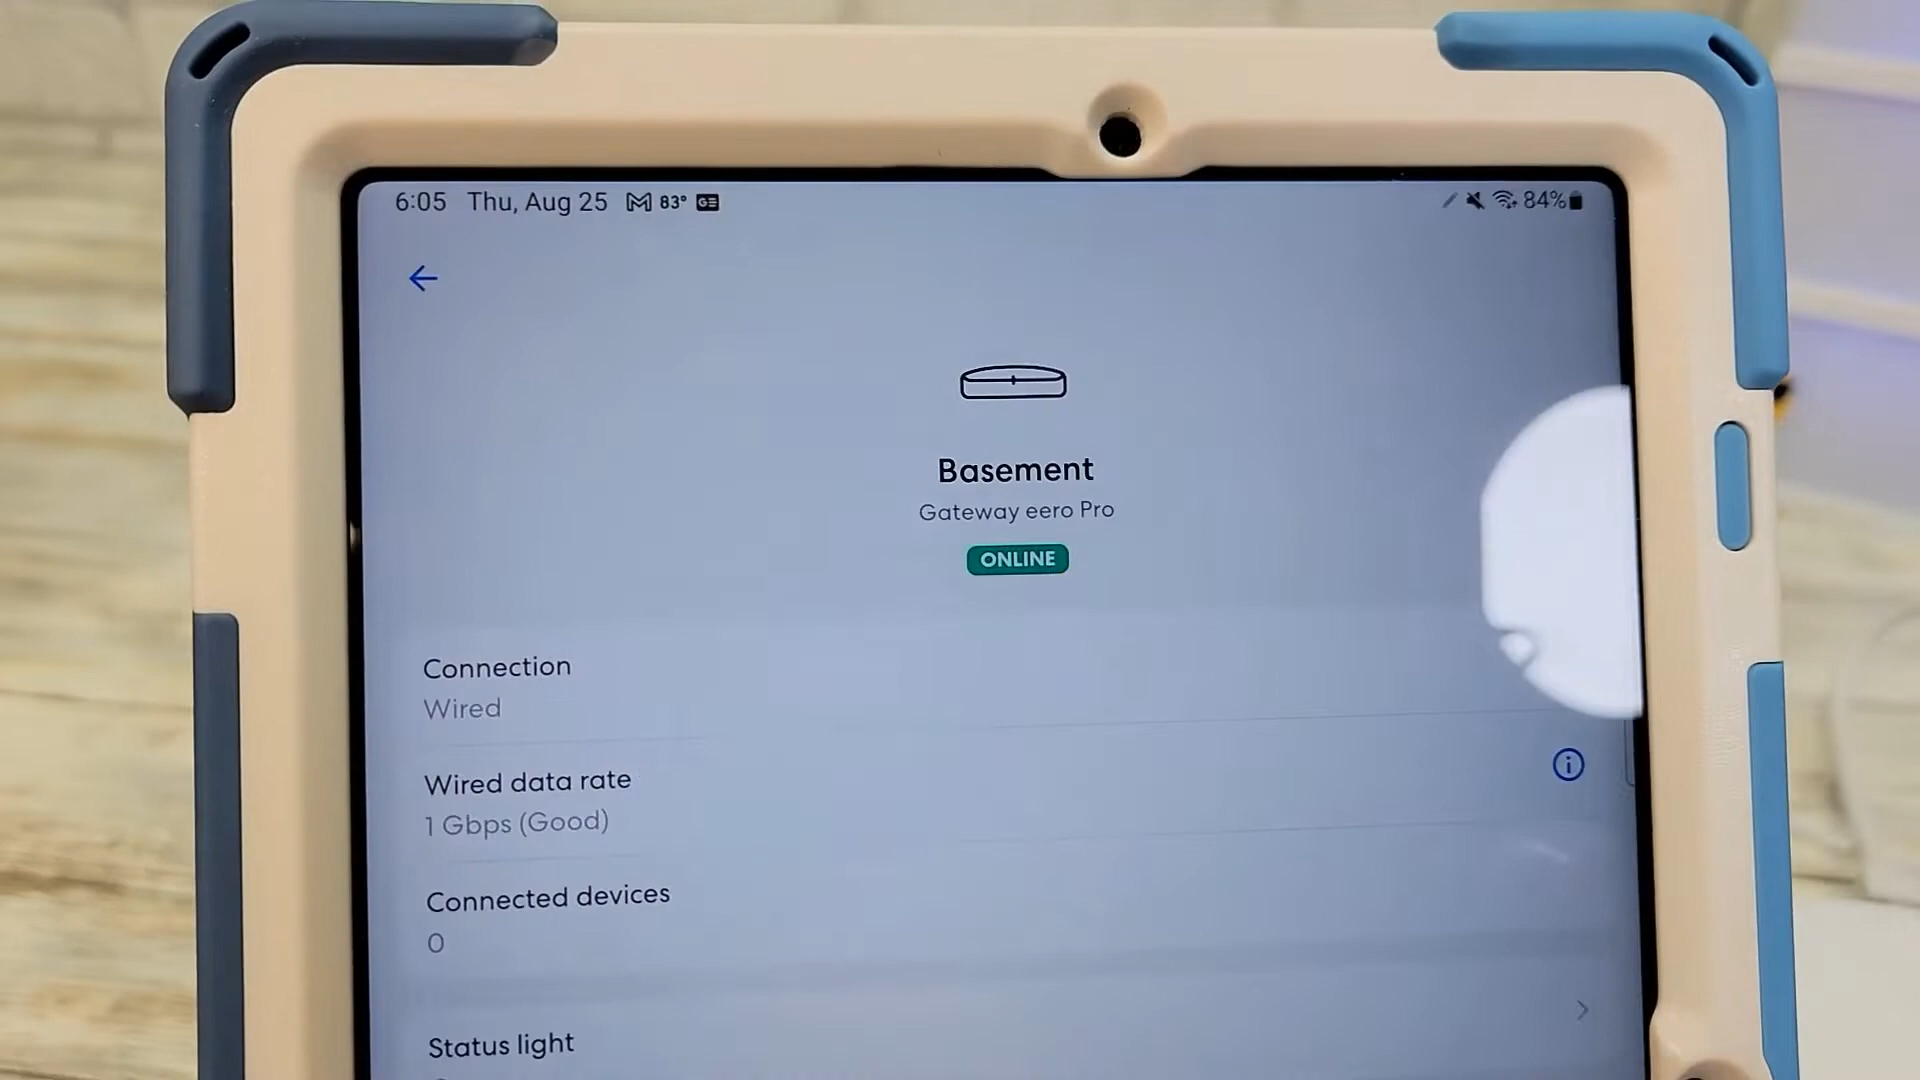 6:05 Thu, Aug 25 M 83° GE 84%
Basement
Gateway eero Pro
ONLINE
Connection
Wired
Wired data rate
1 Gbps (Good)
Connected devices
0
Status light